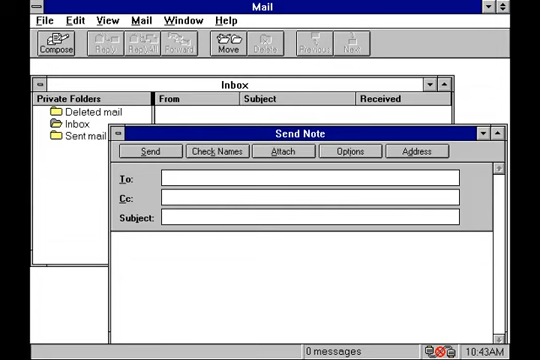 Mail
File Edit View Mail Window Help
Compose Reply ReplyAll Forward Move Delete Previous Next
Inbox
Private Folders From Subject Received
Deleted mail
Inbox
Sent mail
Send Note
Send Check Names Attach Options Address
To:
Cc:
Subject:
0 messages 10:43AM